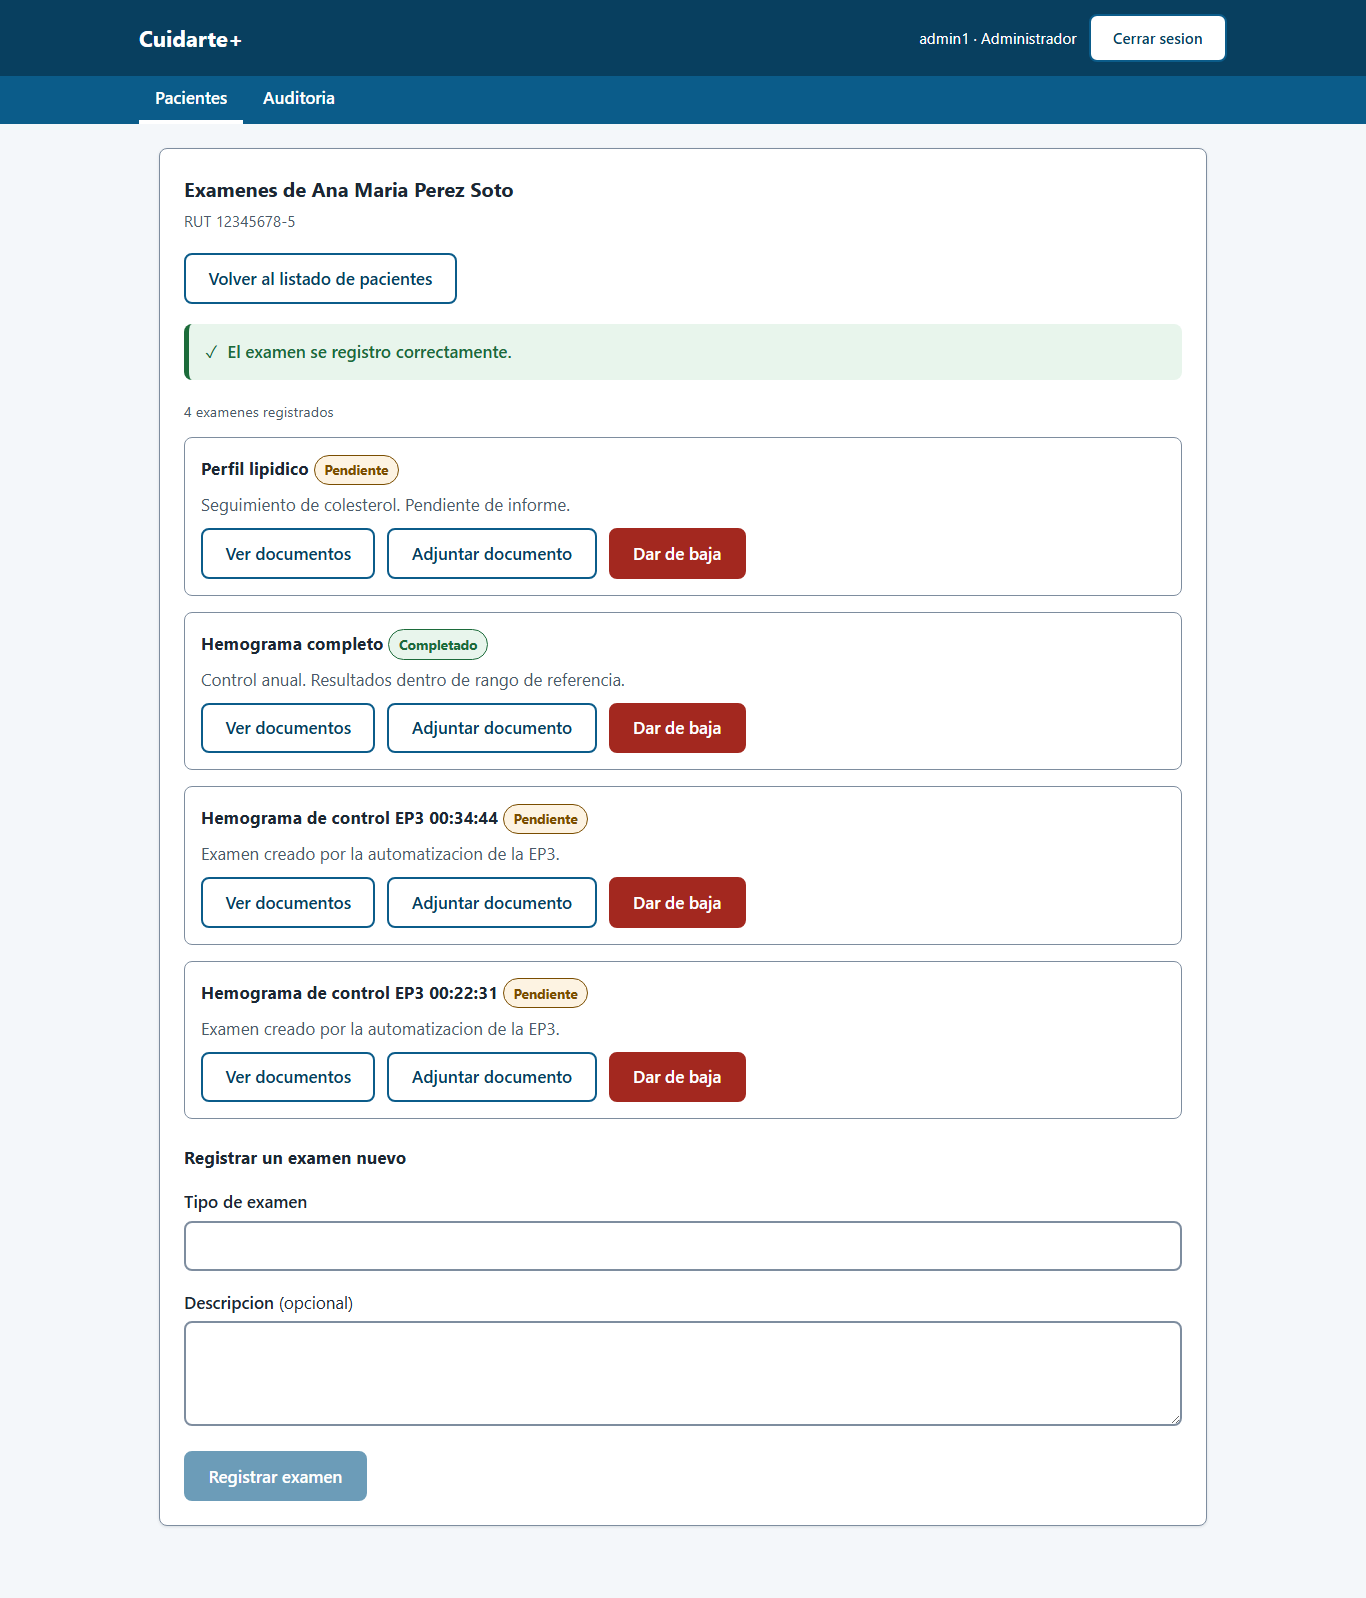 Cuidarte+
admin1 · Administrador
Cerrar sesion
Pacientes
Auditoria
Examenes de Ana Maria Perez Soto
RUT 12345678-5
Volver al listado de pacientes
✓ El examen se registro correctamente.
4 examenes registrados
Perfil lipidico Pendiente
Seguimiento de colesterol. Pendiente de informe.
Ver documentos
Adjuntar documento
Dar de baja
Hemograma completo Completado
Control anual. Resultados dentro de rango de referencia.
Ver documentos
Adjuntar documento
Dar de baja
Hemograma de control EP3 00:34:44 Pendiente
Examen creado por la automatizacion de la EP3.
Ver documentos
Adjuntar documento
Dar de baja
Hemograma de control EP3 00:22:31 Pendiente
Examen creado por la automatizacion de la EP3.
Ver documentos
Adjuntar documento
Dar de baja
Registrar un examen nuevo
Tipo de examen
Descripcion (opcional)
Registrar examen